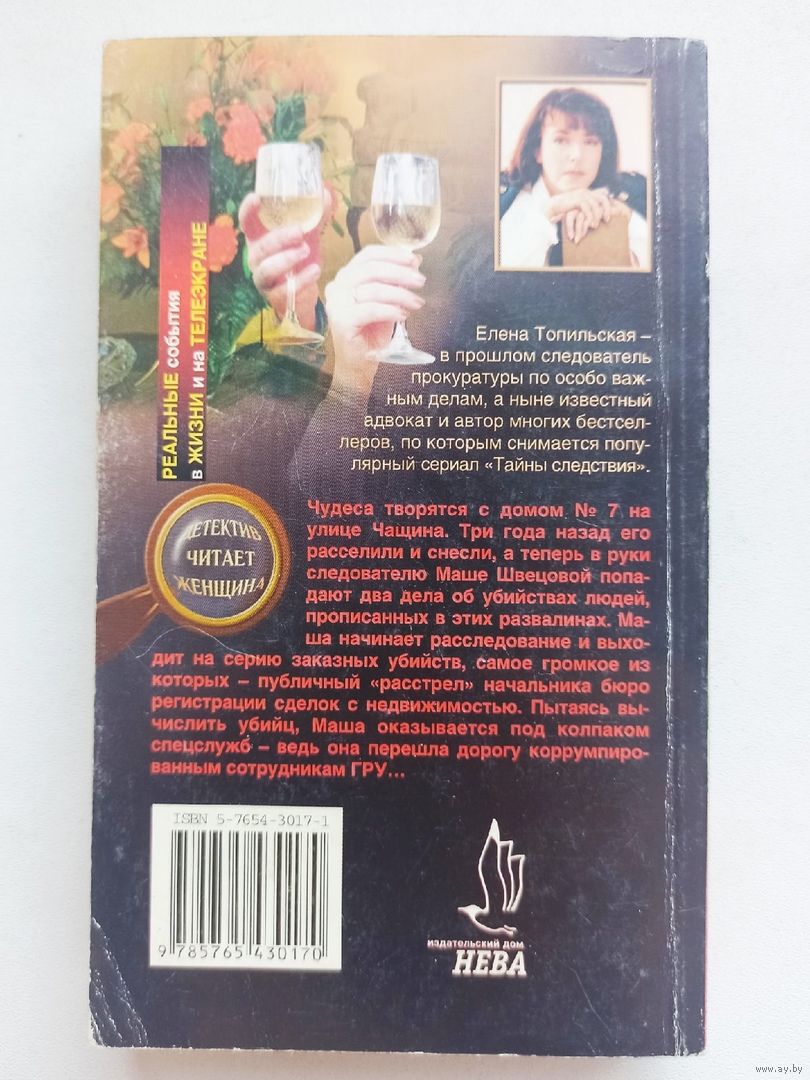 РЕАЛЬНЫЕ события
в ЖИЗНИ и на ТЕЛЕЭКРАНЕ
Елена Топильская –
в прошлом следователь
прокуратуры по особо важ-
ным делам, а ныне известный
адвокат и автор многих бестсел-
леров, по которым снимается попу-
лярный сериал «Тайны следствия».
ДЕТЕКТИВ
ЧИТАЕТ
ЖЕНЩИНА
Чудеса творятся с домом № 7 на
улице Чащина. Три года назад его
расселили и снесли, а теперь в руки
следователю Маше Швецовой попа-
дают два дела об убийствах людей,
прописанных в этих развалинах. Ма-
ша начинает расследование и выхо-
дит на серию заказных убийств, самое громкое из
которых – публичный “расстрел” начальника бюро
регистрации сделок с недвижимостью. Пытаясь вы-
числить убийц, Маша оказывается под колпаком
спецслужб – ведь она перешла дорогу коррумпиро-
ванным сотрудникам ГРУ...
ISBN 5-7654-3017-1
9 785765 430170
издательский дом
НЕВА
www.ay.by